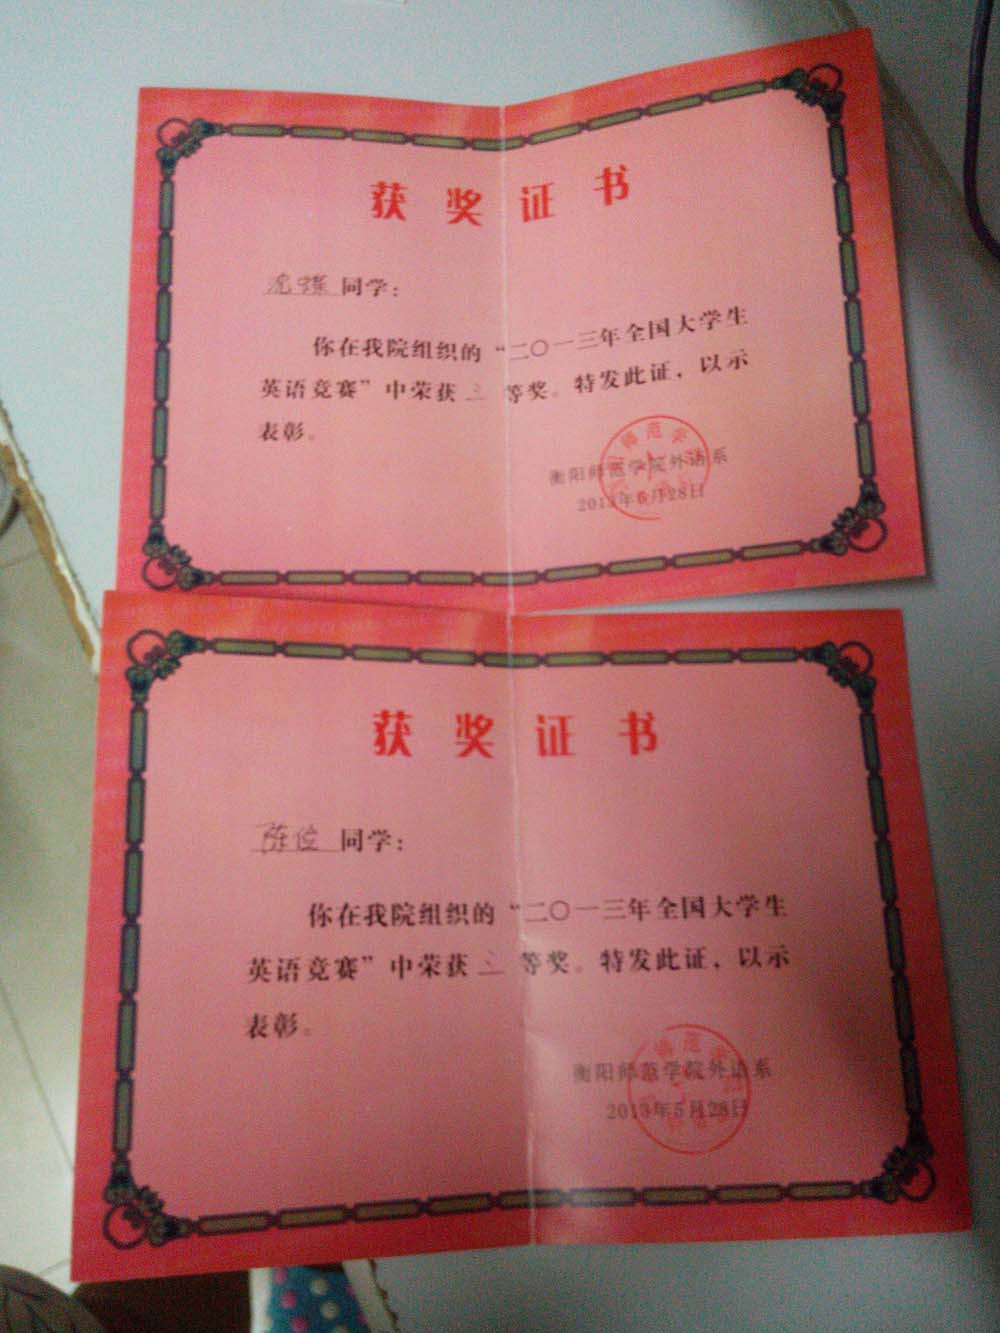 获奖证书
同学：
你在我院组织的“二〇一三年全国大学生
英语竞赛”中荣获 三 等奖。特发此证，以示
表彰。
衡阳师范学院外语系
2013年5月28日
获奖证书
陈俭 同学：
你在我院组织的“二〇一三年全国大学生
英语竞赛”中荣获 三 等奖。特发此证，以示
表彰。
衡阳师范学院外语系
2013年5月28日